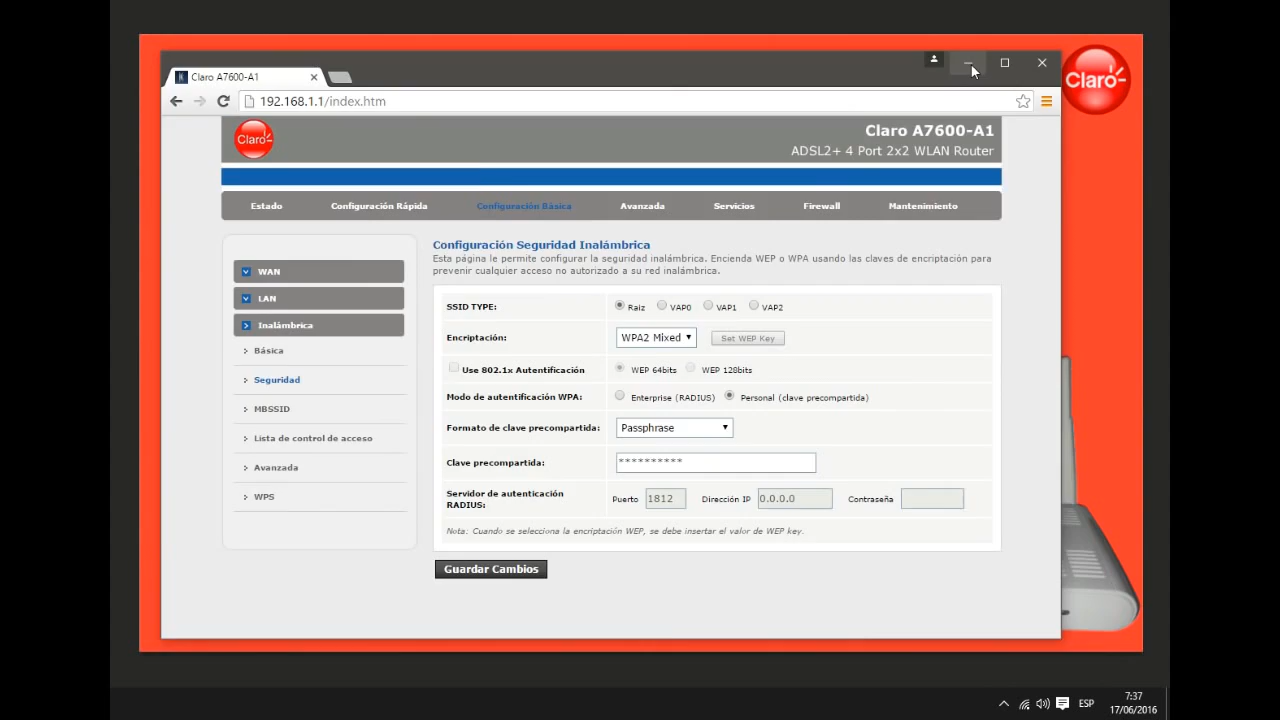 Claro A7600-A1
192.168.1.1/index.htm
Claro
Claro
Claro A7600-A1
ADSL2+ 4 Port 2x2 WLAN Router
Estado Configuración Rápida Configuración Básica Avanzada Servicios Firewall Mantenimiento
WAN
LAN
Inalámbrica
Básica
Seguridad
MBSSID
Lista de control de acceso
Avanzada
WPS
Configuración Seguridad Inalámbrica
Esta página le permite configurar la seguridad inalámbrica. Encienda WEP o WPA usando las claves de encriptación para
prevenir cualquier acceso no autorizado a su red inalámbrica.
SSID TYPE: Raiz VAP0 VAP1 VAP2
Encriptación: WPA2 Mixed Set WEP Key
Use 802.1x Autentificación WEP 64bits WEP 128bits
Modo de autentificación WPA: Enterprise (RADIUS) Personal (clave precompartida)
Formato de clave precompartida: Passphrase
Clave precompartida: **********
Servidor de autenticación
RADIUS: Puerto 1812 Dirección IP 0.0.0.0 Contraseña
Nota: Cuando se selecciona la encriptación WEP, se debe insertar el valor de WEP key.
Guardar Cambios
ESP
7:37
17/06/2016